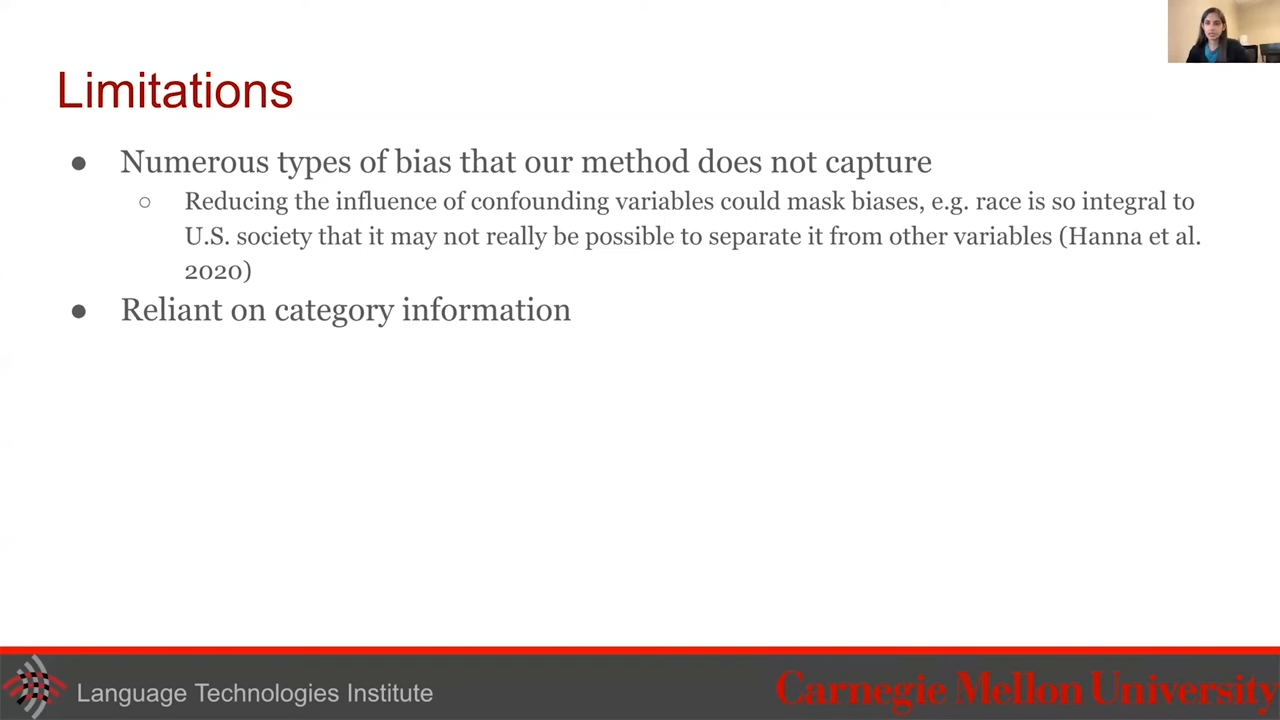 Limitations
● Numerous types of bias that our method does not capture
○ Reducing the influence of confounding variables could mask biases, e.g. race is so integral to
U.S. society that it may not really be possible to separate it from other variables (Hanna et al.
2020)
● Reliant on category information
Language Technologies Institute
Carnegie Mellon University